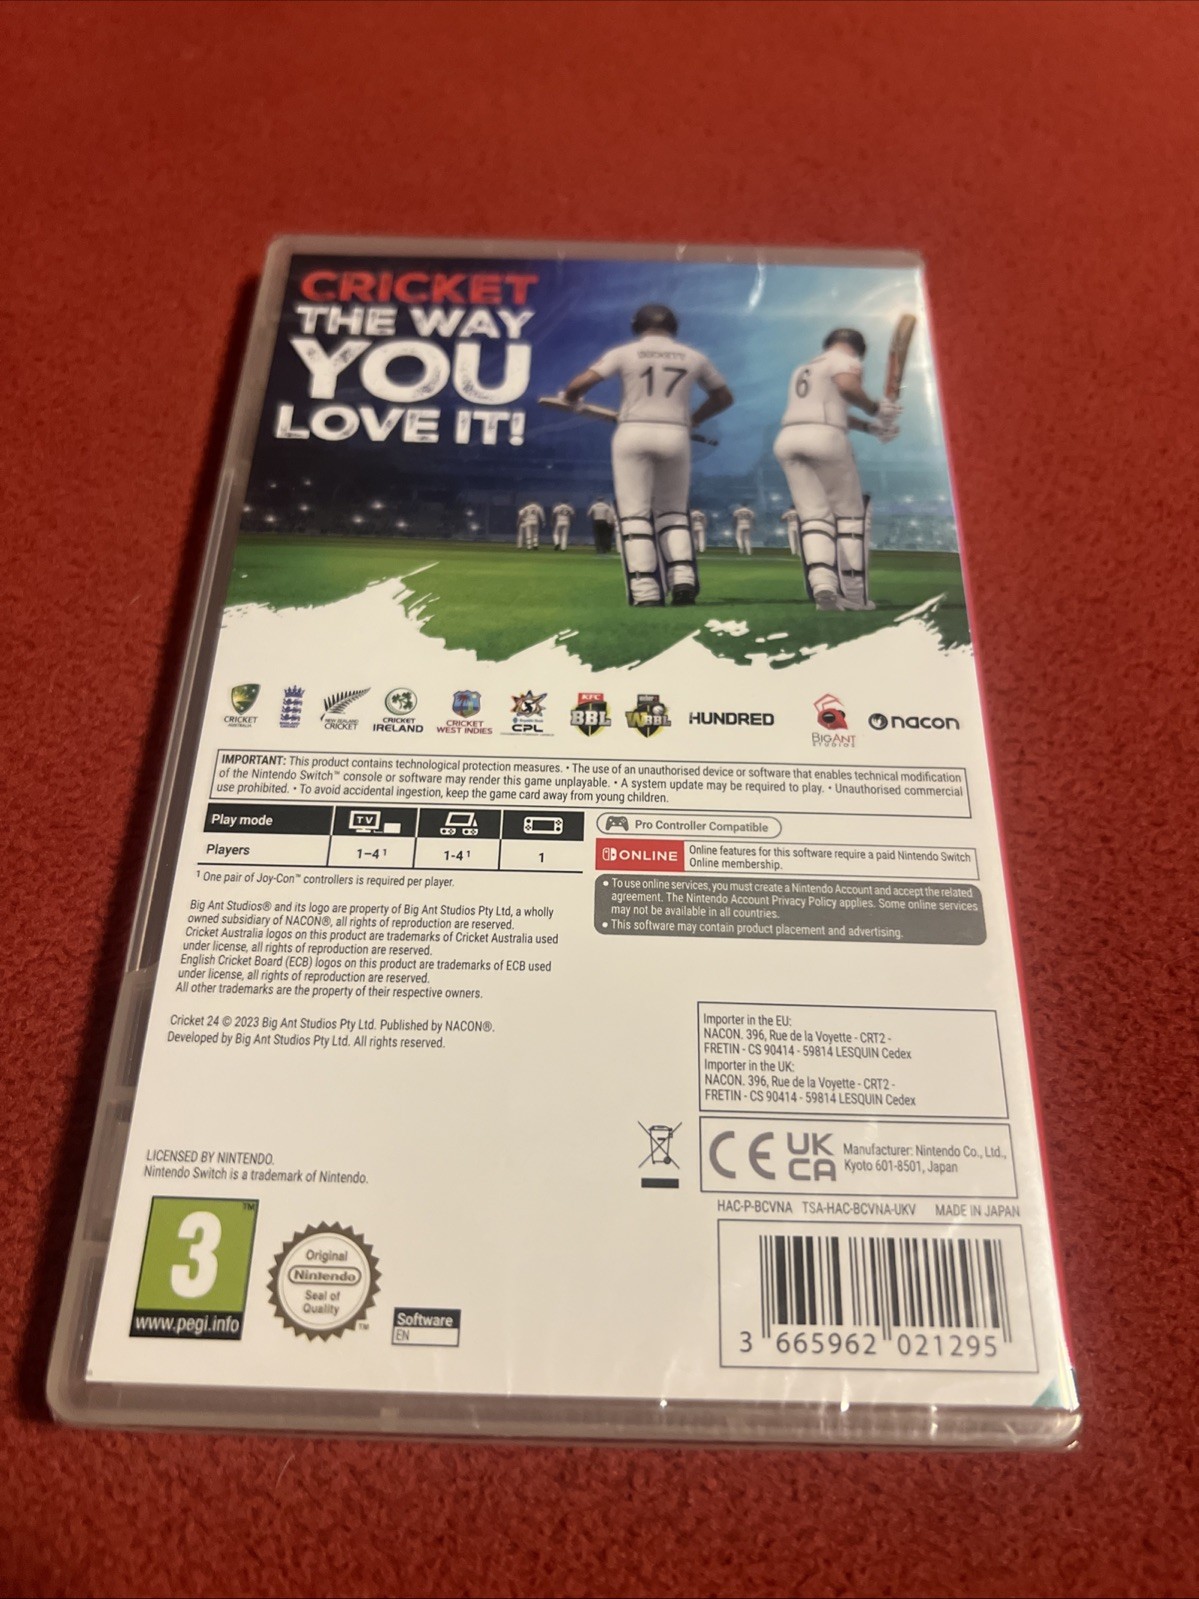 CRICKET
THE WAY
YOU
LOVE IT!
17
6
CRICKET
AUSTRALIA
NEW ZEALAND
CRICKET
CRICKET
IRELAND
CRICKET
WEST INDIES
CPL
KFC
BBL
WBBL
HUNDRED
BIGANT
STUDIOS
nacon
IMPORTANT: This product contains technological protection measures. • The use of an unauthorised device or software that enables technical modification
of the Nintendo Switch™ console or software may render this game unplayable. • A system update may be required to play. • Unauthorised commercial
use prohibited. • To avoid accidental ingestion, keep the game card away from young children.
Play mode
TV
Players
1-4¹
1-4¹
1
¹ One pair of Joy-Con™ controllers is required per player.
Pro Controller Compatible
ONLINE
Online features for this software require a paid Nintendo Switch
Online membership.
• To use online services, you must create a Nintendo Account and accept the related
agreement. The Nintendo Account Privacy Policy applies. Some online services
may not be available in all countries.
• This software may contain product placement and advertising.
Big Ant Studios® and its logo are property of Big Ant Studios Pty Ltd, a wholly
owned subsidiary of NACON®, all rights of reproduction are reserved.
Cricket Australia logos on this product are trademarks of Cricket Australia used
under license, all rights of reproduction are reserved.
English Cricket Board (ECB) logos on this product are trademarks of ECB used
under license, all rights of reproduction are reserved.
All other trademarks are the property of their respective owners.
Cricket 24 © 2023 Big Ant Studios Pty Ltd. Published by NACON®.
Developed by Big Ant Studios Pty Ltd. All rights reserved.
Importer in the EU:
NACON. 396, Rue de la Voyette - CRT2 -
FRETIN - CS 90414 - 59814 LESQUIN Cedex
Importer in the UK:
NACON. 396, Rue de la Voyette - CRT2 -
FRETIN - CS 90414 - 59814 LESQUIN Cedex
CE UK
CA
Manufacturer: Nintendo Co., Ltd.,
Kyoto 601-8501, Japan
LICENSED BY NINTENDO.
Nintendo Switch is a trademark of Nintendo.
HAC-P-BCVNA TSA-HAC-BCVNA-UKV MADE IN JAPAN
3
™
www.pegi.info
Original
Nintendo
Seal of
Quality
™
Software
EN
3 665962 021295